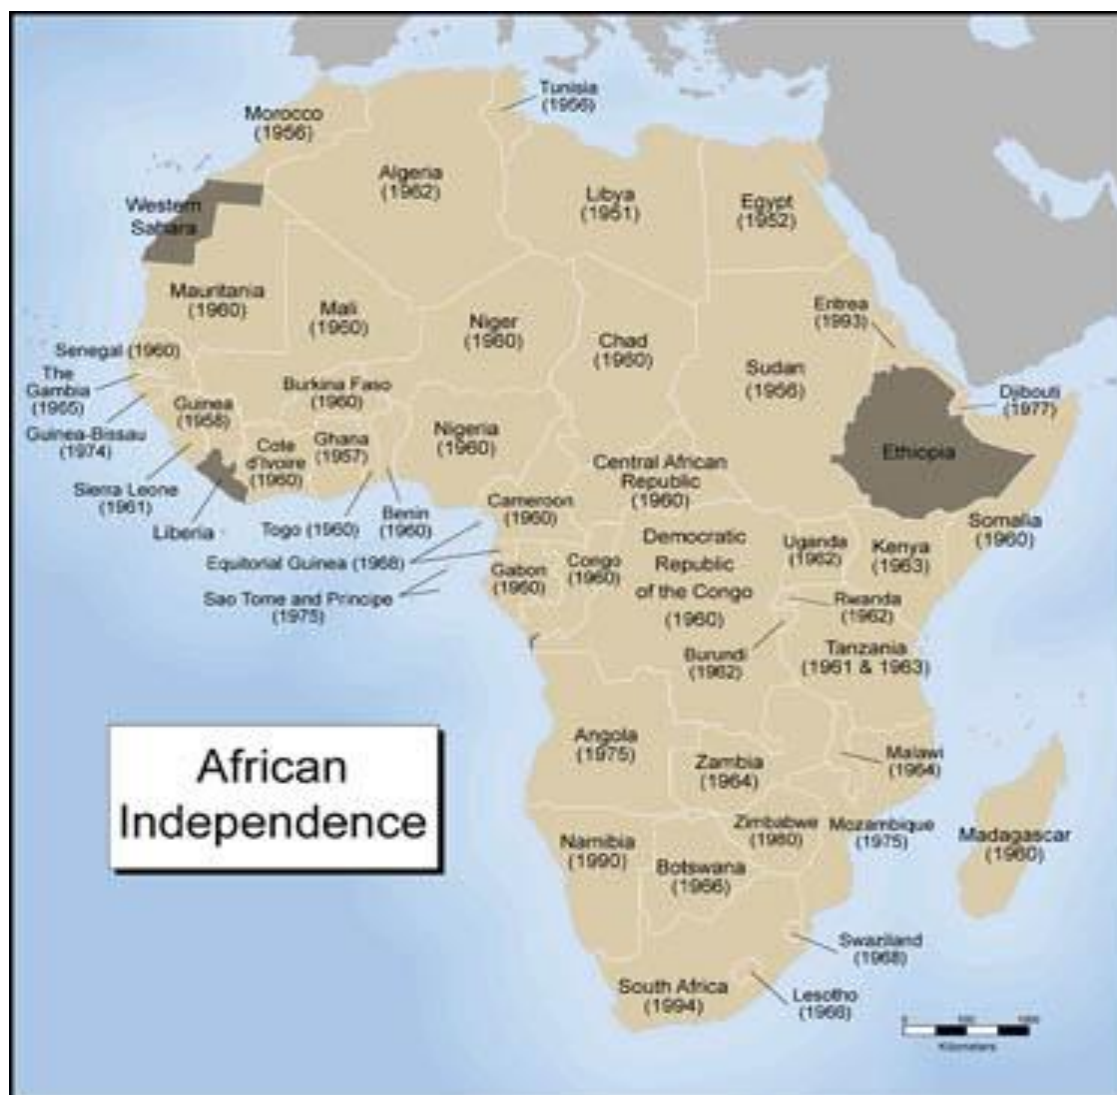 Tunisia
(1956)
Morocco
(1956)
Algeria
(1962)
Libya
(1951)
Egypt
(1952)
Western
Sahara
Mauritania
(1960)
Mali
(1960)
Niger
(1960)
Chad
(1960)
Eritrea
(1993)
Sudan
(1956)
Senegal (1960)
The
Gambia
(1965)
Guinea-Bissau
(1974)
Guinea
(1958)
Burkina Faso
(1960)
Djibouti
(1977)
Cote
d'Ivoire
(1960)
Ghana
(1957)
Nigeria
(1960)
Ethiopia
Central African
Republic
(1960)
Sierra Leone
(1961)
Liberia
Togo (1960)
Benin
(1960)
Cameroon
(1960)
Somalia
(1960)
Equitorial Guinea (1968)
Gabon
(1960)
Congo
(1960)
Democratic
Republic
of the Congo
(1960)
Uganda
(1962)
Kenya
(1963)
Sao Tome and Principe
(1975)
Rwanda
(1962)
Burundi
(1962)
Tanzania
(1961 & 1963)
African
Independence
Angola
(1975)
Zambia
(1964)
Malawi
(1964)
Namibia
(1990)
Botswana
(1966)
Zimbabwe
(1980)
Mozambique
(1975)
Madagascar
(1960)
Swaziland
(1968)
South Africa
(1994)
Lesotho
(1966)
0
Kilometers